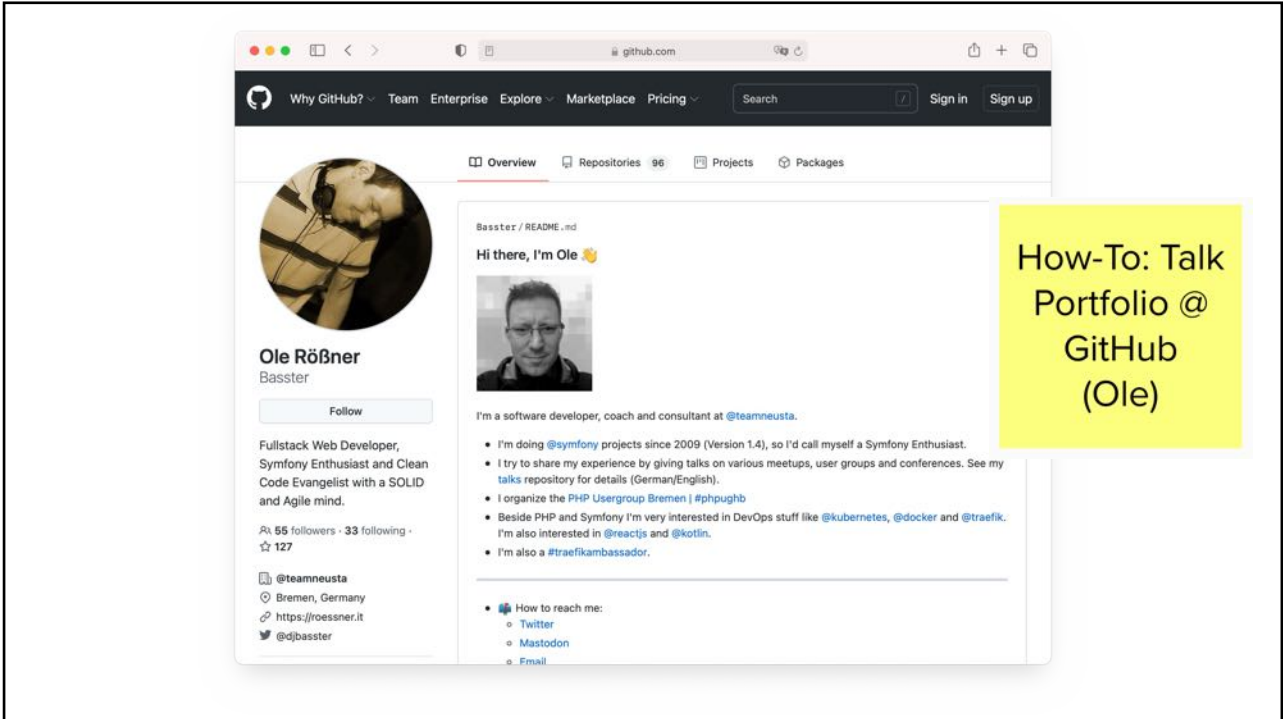 github.com
Why GitHub? Team Enterprise Explore Marketplace Pricing Search / Sign in Sign up
Overview Repositories 96 Projects Packages
Ole Rößner
Basster
Follow
Fullstack Web Developer,
Symfony Enthusiast and Clean
Code Evangelist with a SOLID
and Agile mind.
55 followers · 33 following ·
127
@teamneusta
Bremen, Germany
https://roessner.it
@djbasster
Basster/README.md
Hi there, I'm Ole 👋
I'm a software developer, coach and consultant at @teamneusta.
• I'm doing @symfony projects since 2009 (Version 1.4), so I'd call myself a Symfony Enthusiast.
• I try to share my experience by giving talks on various meetups, user groups and conferences. See my
talks repository for details (German/English).
• I organize the PHP Usergroup Bremen | #phpughb
• Beside PHP and Symfony I'm very interested in DevOps stuff like @kubernetes, @docker and @traefik.
I'm also interested in @reactjs and @kotlin.
• I'm also a #traefikambassador.
• 📫 How to reach me:
○ Twitter
○ Mastodon
○ Email
How-To: Talk
Portfolio @
GitHub
(Ole)